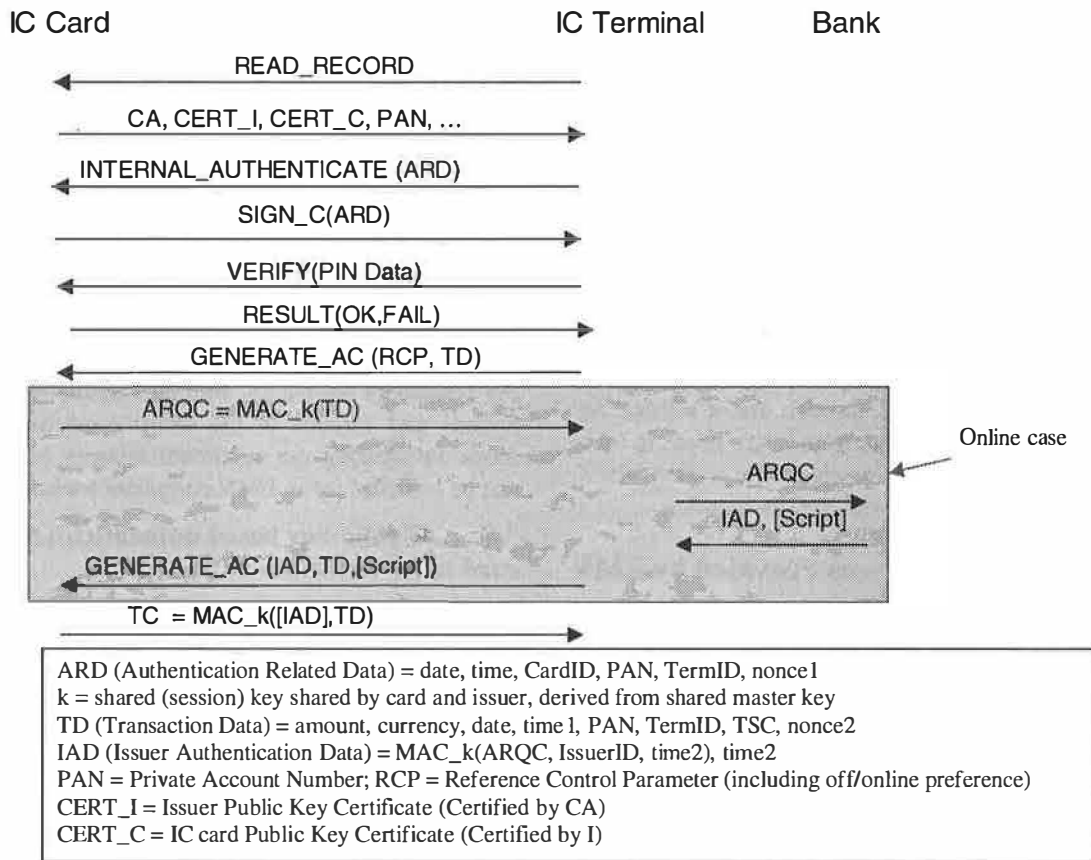 IC Card IC Terminal Bank
READ_RECORD
CA, CERT_I, CERT_C, PAN, ...
INTERNAL_AUTHENTICATE (ARD)
SIGN_C(ARD)
VERIFY(PIN Data)
RESULT(OK,FAIL)
GENERATE_AC (RCP, TD)
ARQC = MAC_k(TD)
Online case
ARQC
IAD, [Script]
GENERATE_AC (IAD,TD,[Script])
TC = MAC_k([IAD],TD)
ARD (Authentication Related Data) = date, time, CardID, PAN, TermID, nonce1
k = shared (session) key shared by card and issuer, derived from shared master key
TD (Transaction Data) = amount, currency, date, time1, PAN, TermID, TSC, nonce2
IAD (Issuer Authentication Data) = MAC_k(ARQC, IssuerID, time2), time2
PAN = Private Account Number; RCP = Reference Control Parameter (including off/online preference)
CERT_I = Issuer Public Key Certificate (Certified by CA)
CERT_C = IC card Public Key Certificate (Certified by I)